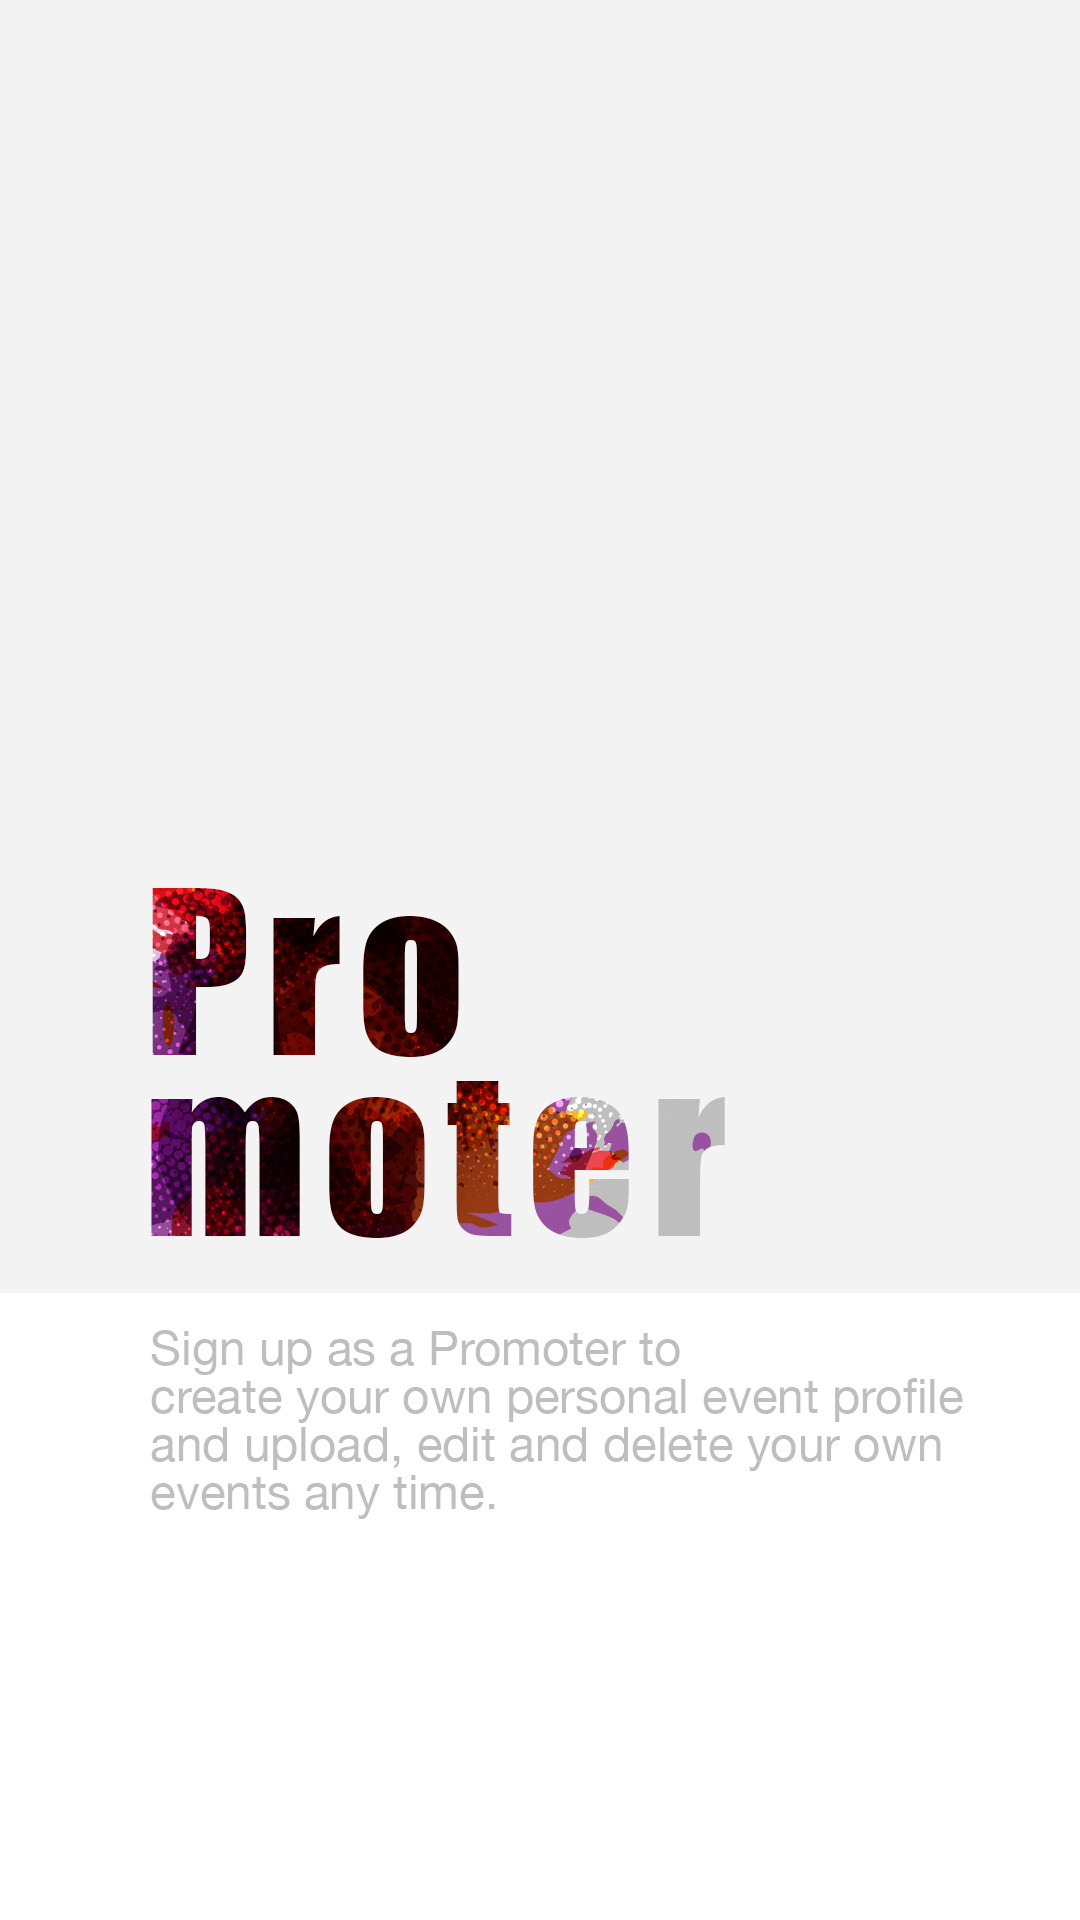 Pro
moter
Sign up as a Promoter to
create your own personal event profile
and upload, edit and delete your own
events any time.